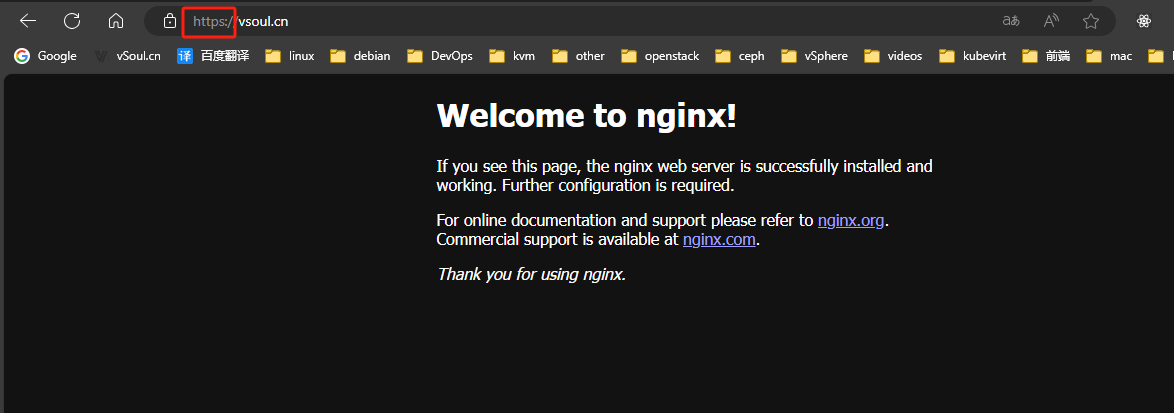 https://vsoul.cn
Google vSoul.cn 译 百度翻译 linux debian DevOps kvm other openstack ceph vSphere videos kubevirt 前端 mac
Welcome to nginx!
If you see this page, the nginx web server is successfully installed and
working. Further configuration is required.
For online documentation and support please refer to nginx.org.
Commercial support is available at nginx.com.
Thank you for using nginx.